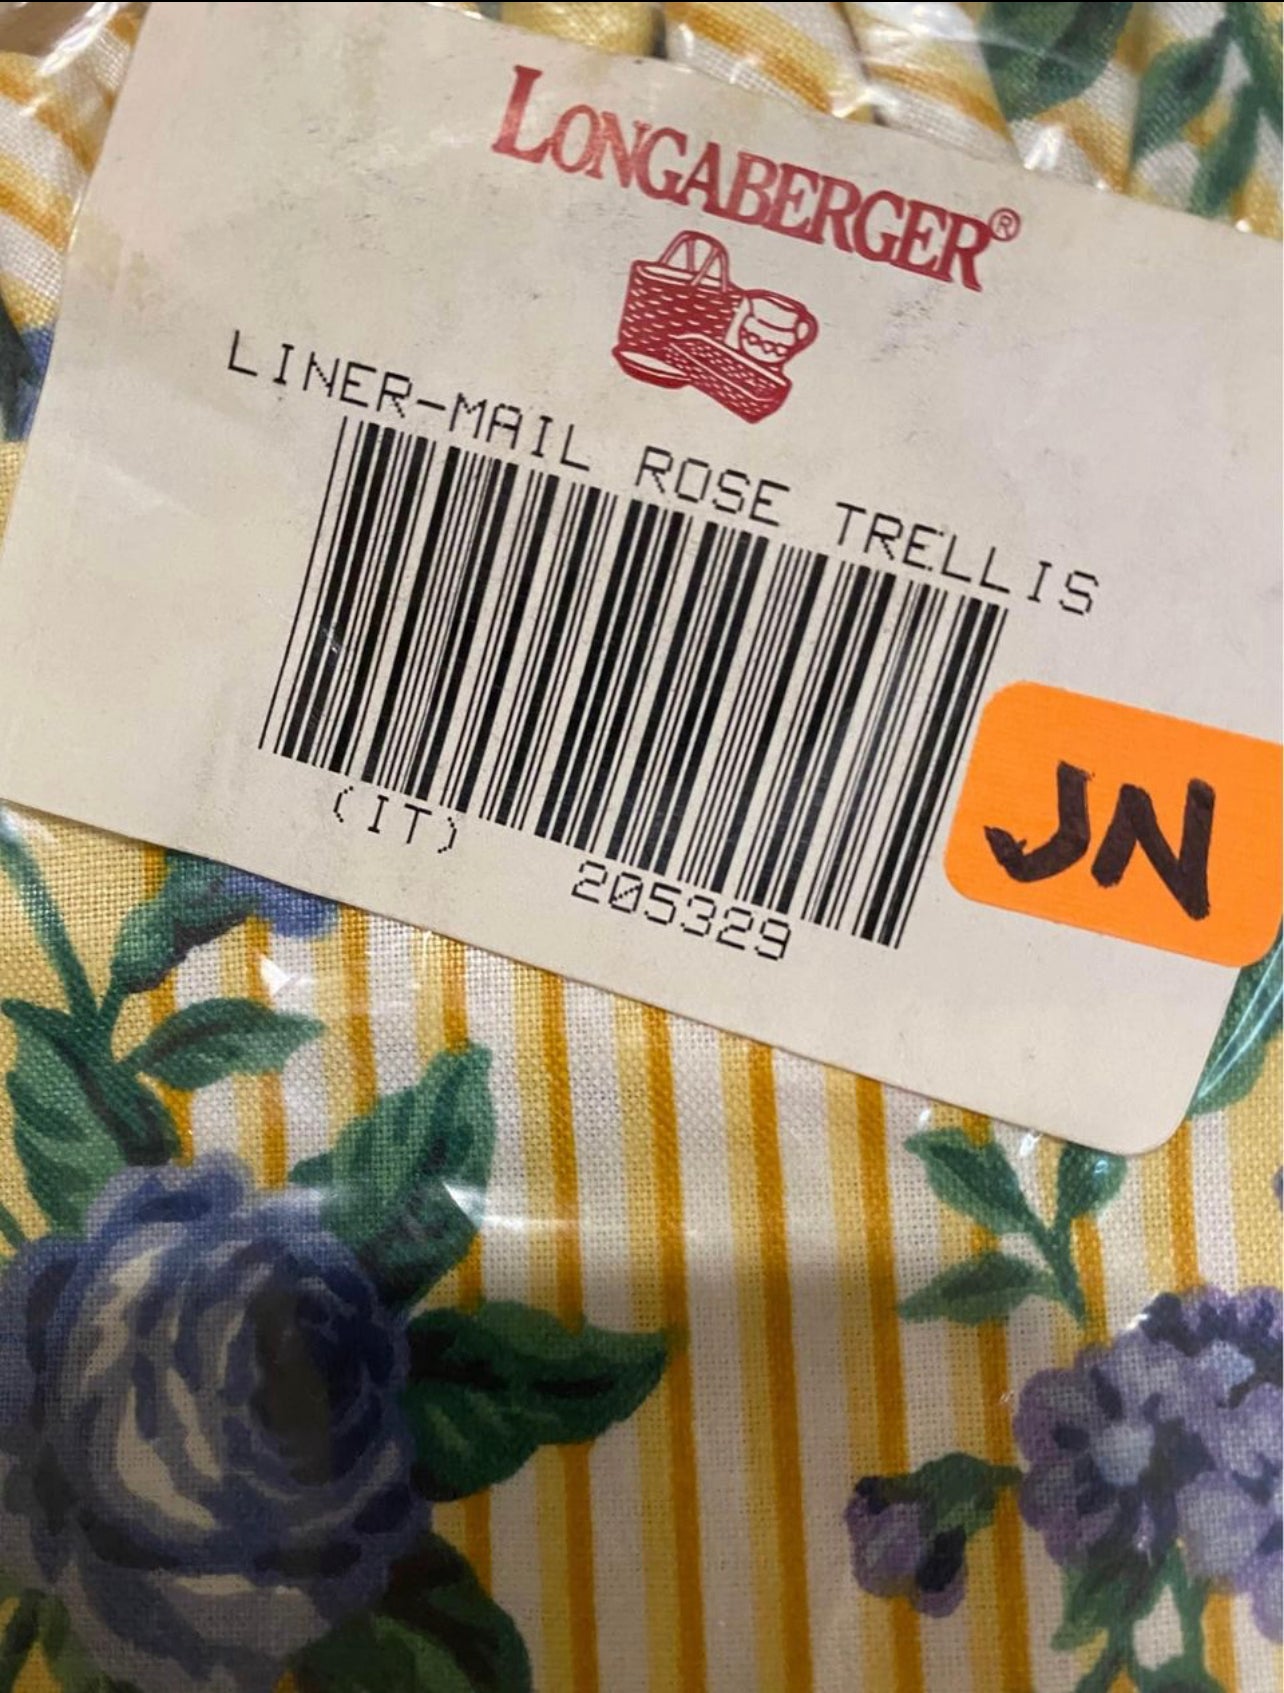 LONGABERGER®
LINER-MAIL ROSE TRELLIS
(IT) 205329
JN